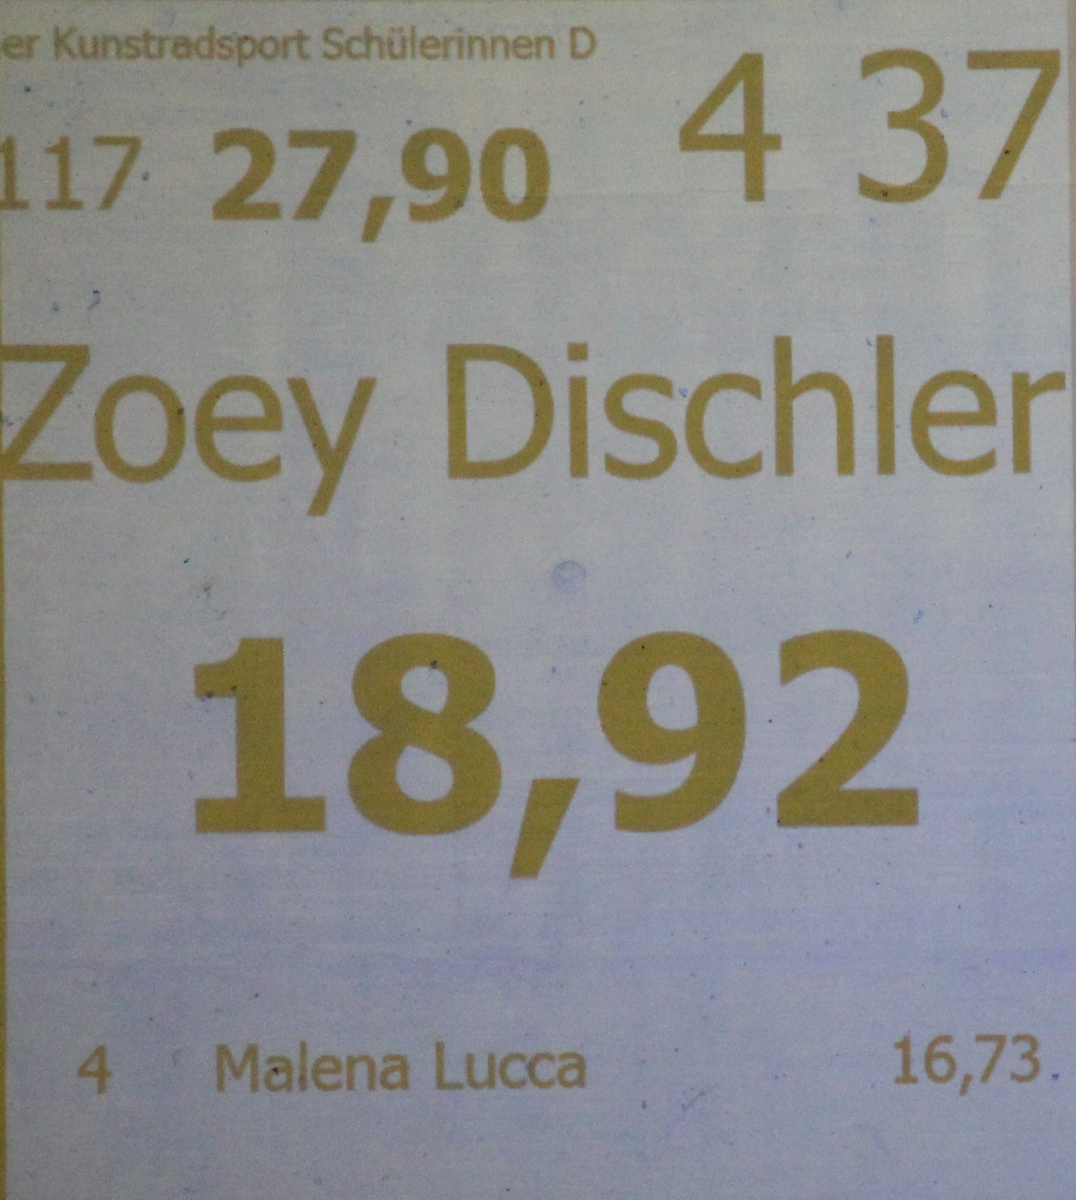 er Kunstradsport Schülerinnen D
117 27,90 4 37
Zoey Dischler
18,92
4 Malena Lucca 16,73